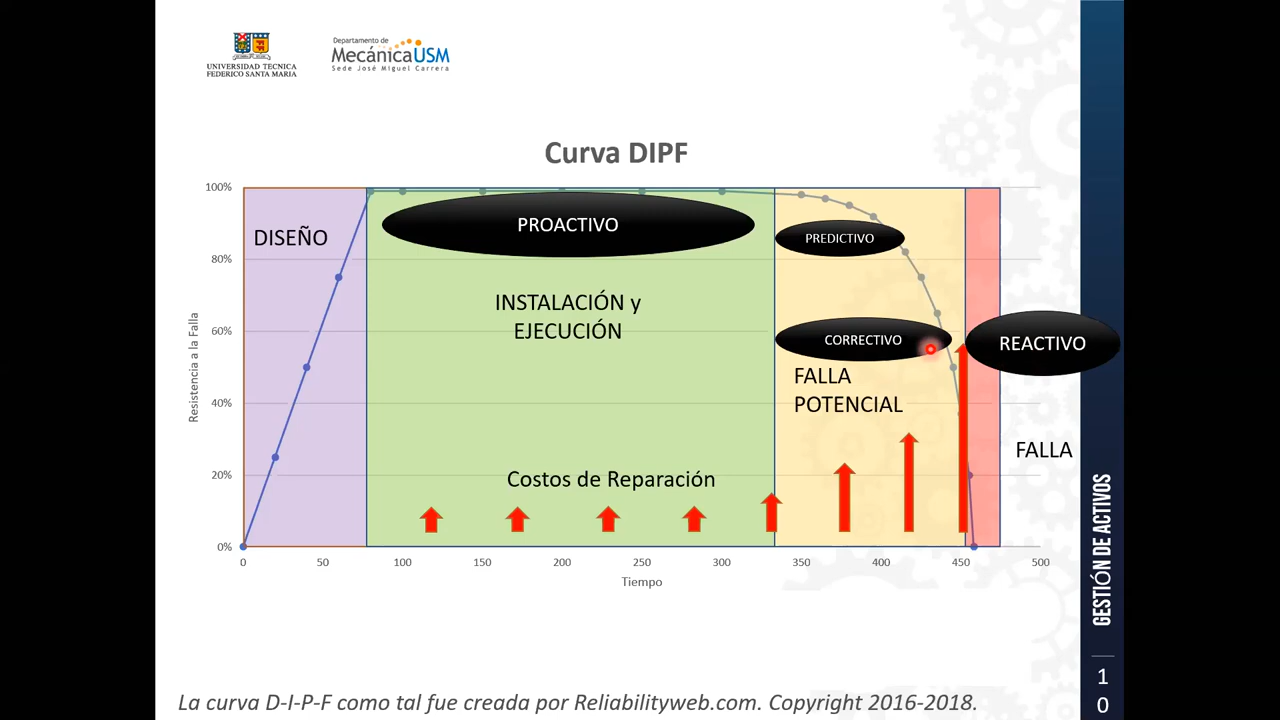 UNIVERSIDAD TECNICA
FEDERICO SANTA MARIA
Departamento de
MecánicaUSM
Sede José Miguel Carrera
Curva DIPF
100%
80%
60%
40%
20%
0%
Resistencia a la Falla
DISEÑO
PROACTIVO
INSTALACIÓN y
EJECUCIÓN
Costos de Reparación
PREDICTIVO
CORRECTIVO
FALLA
POTENCIAL
REACTIVO
FALLA
0
50
100
150
200
250
300
350
400
450
500
Tiempo
GESTIÓN DE ACTIVOS
1
0
La curva D-I-P-F como tal fue creada por Reliabilityweb.com. Copyright 2016-2018.